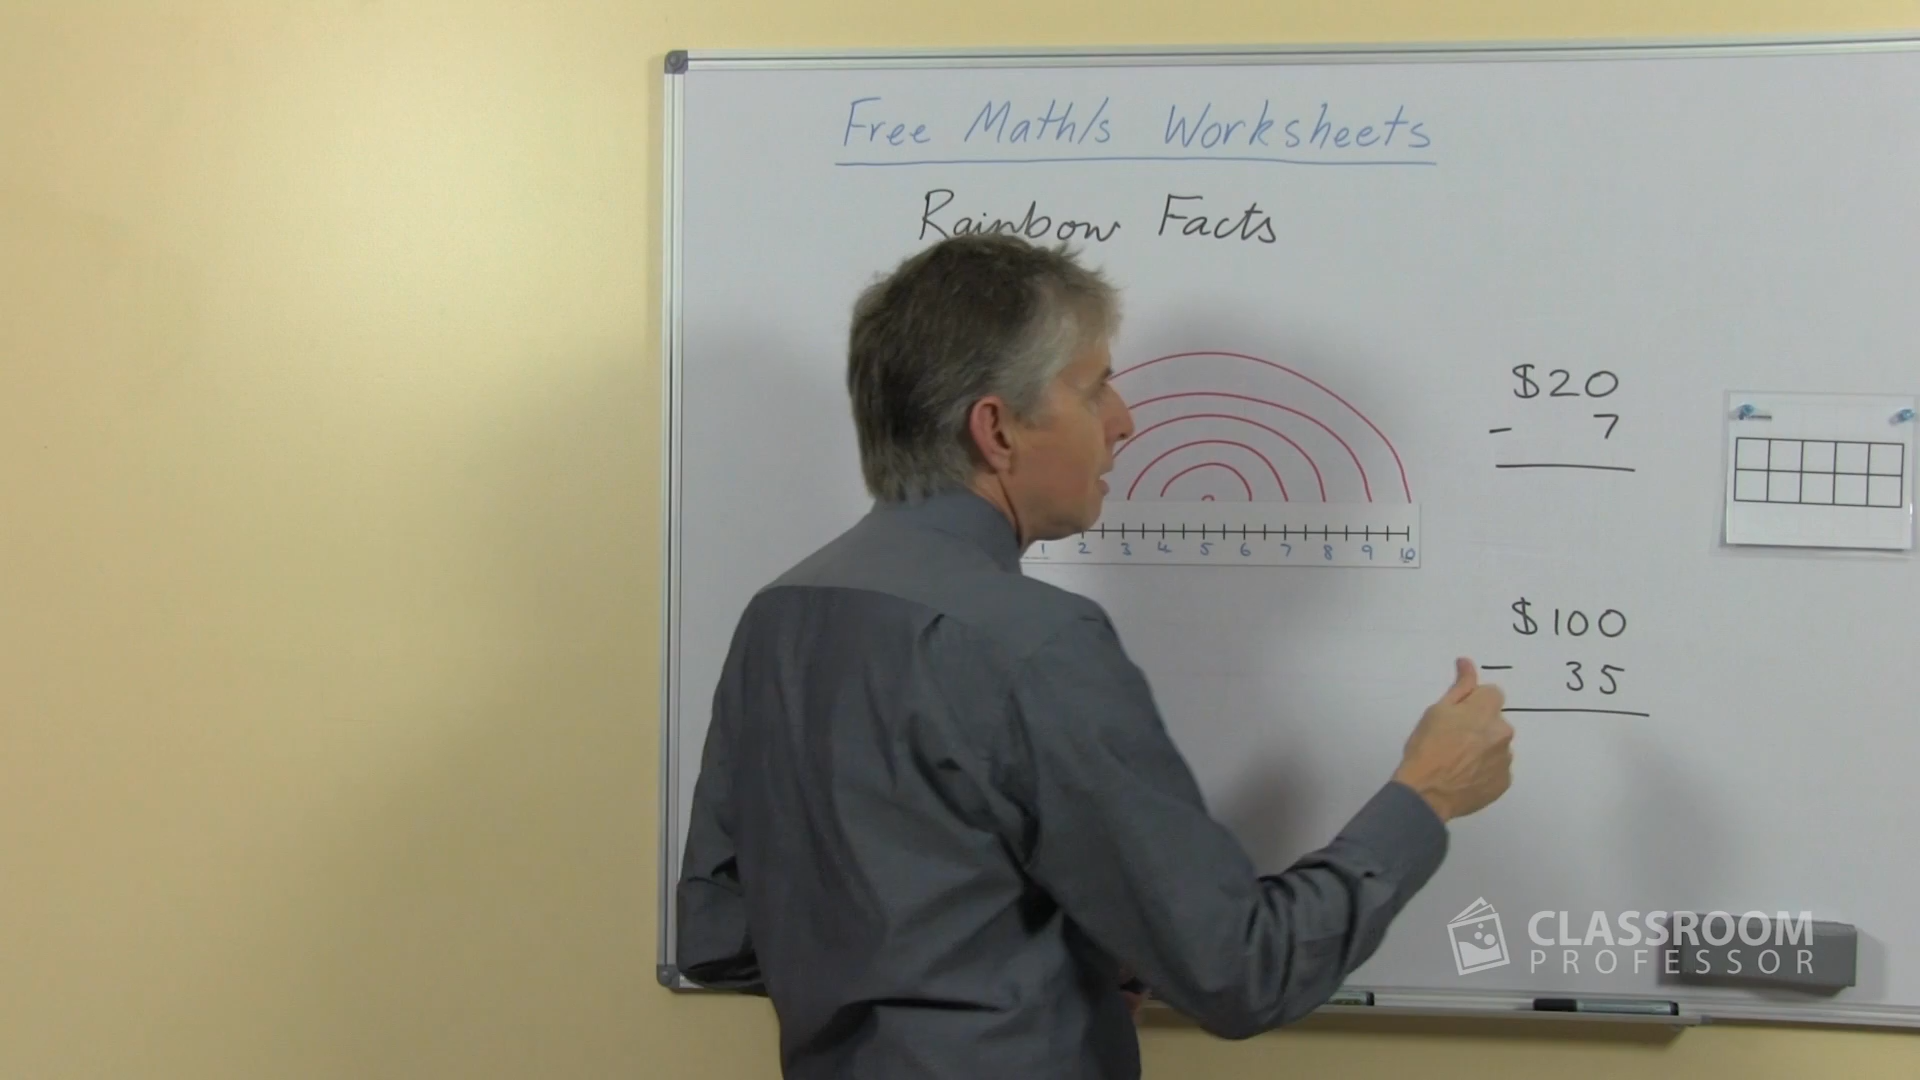 Free Math/s Worksheets
Rainbow Facts
$20
- 7
1 2 3 4 5 6 7 8 9 10
$100
- 35
CLASSROOM
PROFESSOR